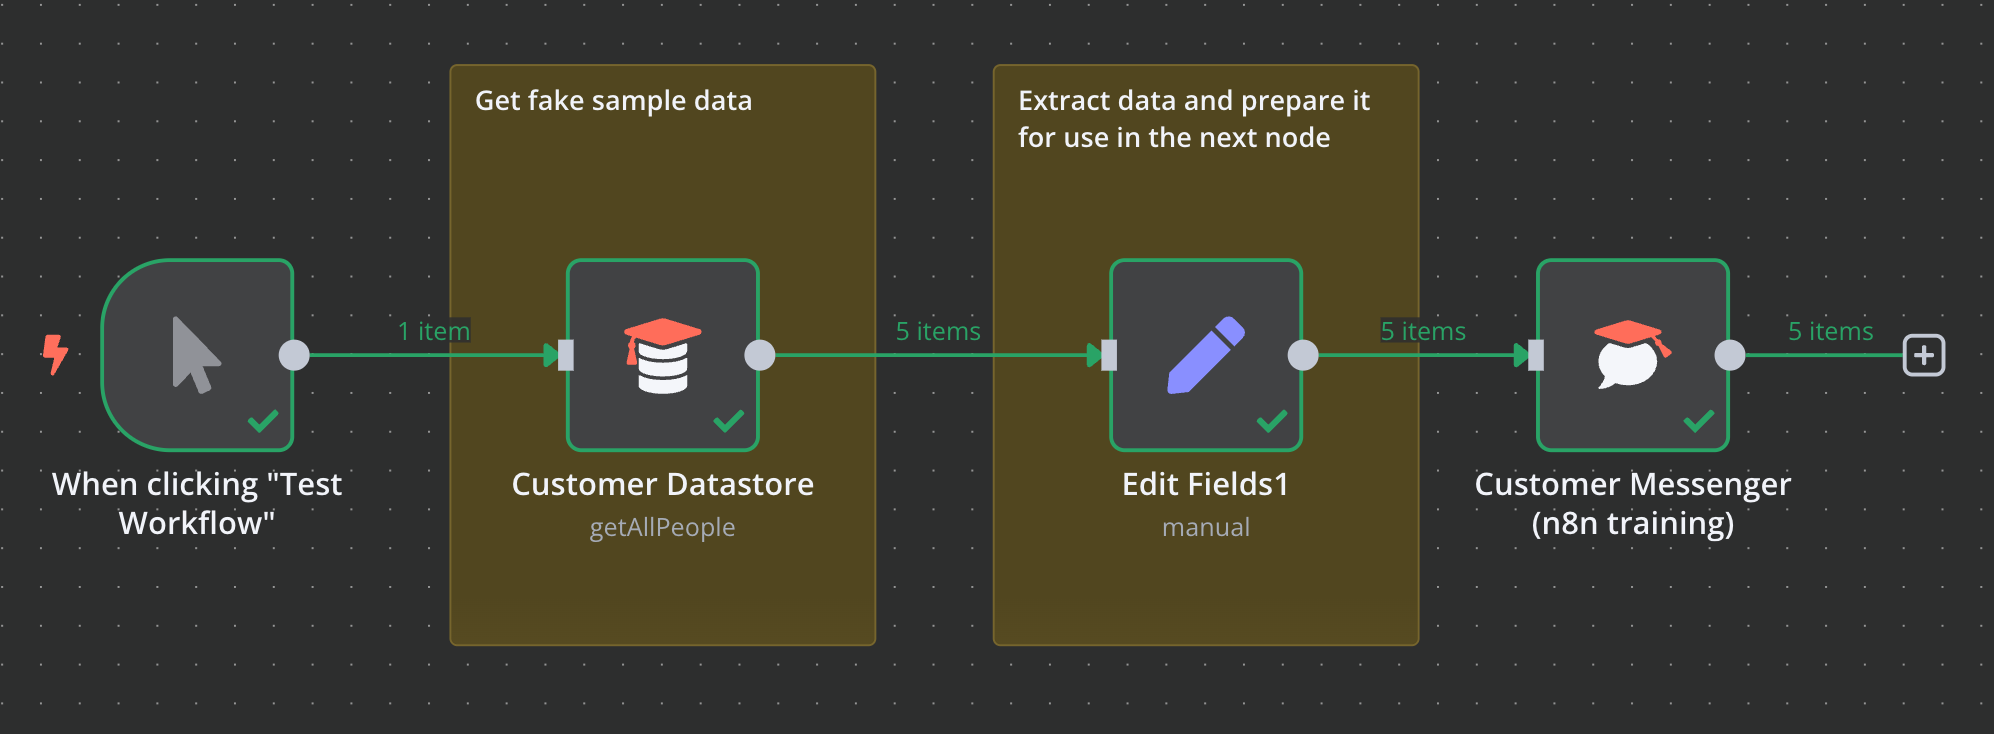 Get fake sample data
Extract data and prepare it
for use in the next node
1 item
5 items
5 items
5 items
When clicking "Test
Workflow"
Customer Datastore
getAllPeople
Edit Fields1
manual
Customer Messenger
(n8n training)